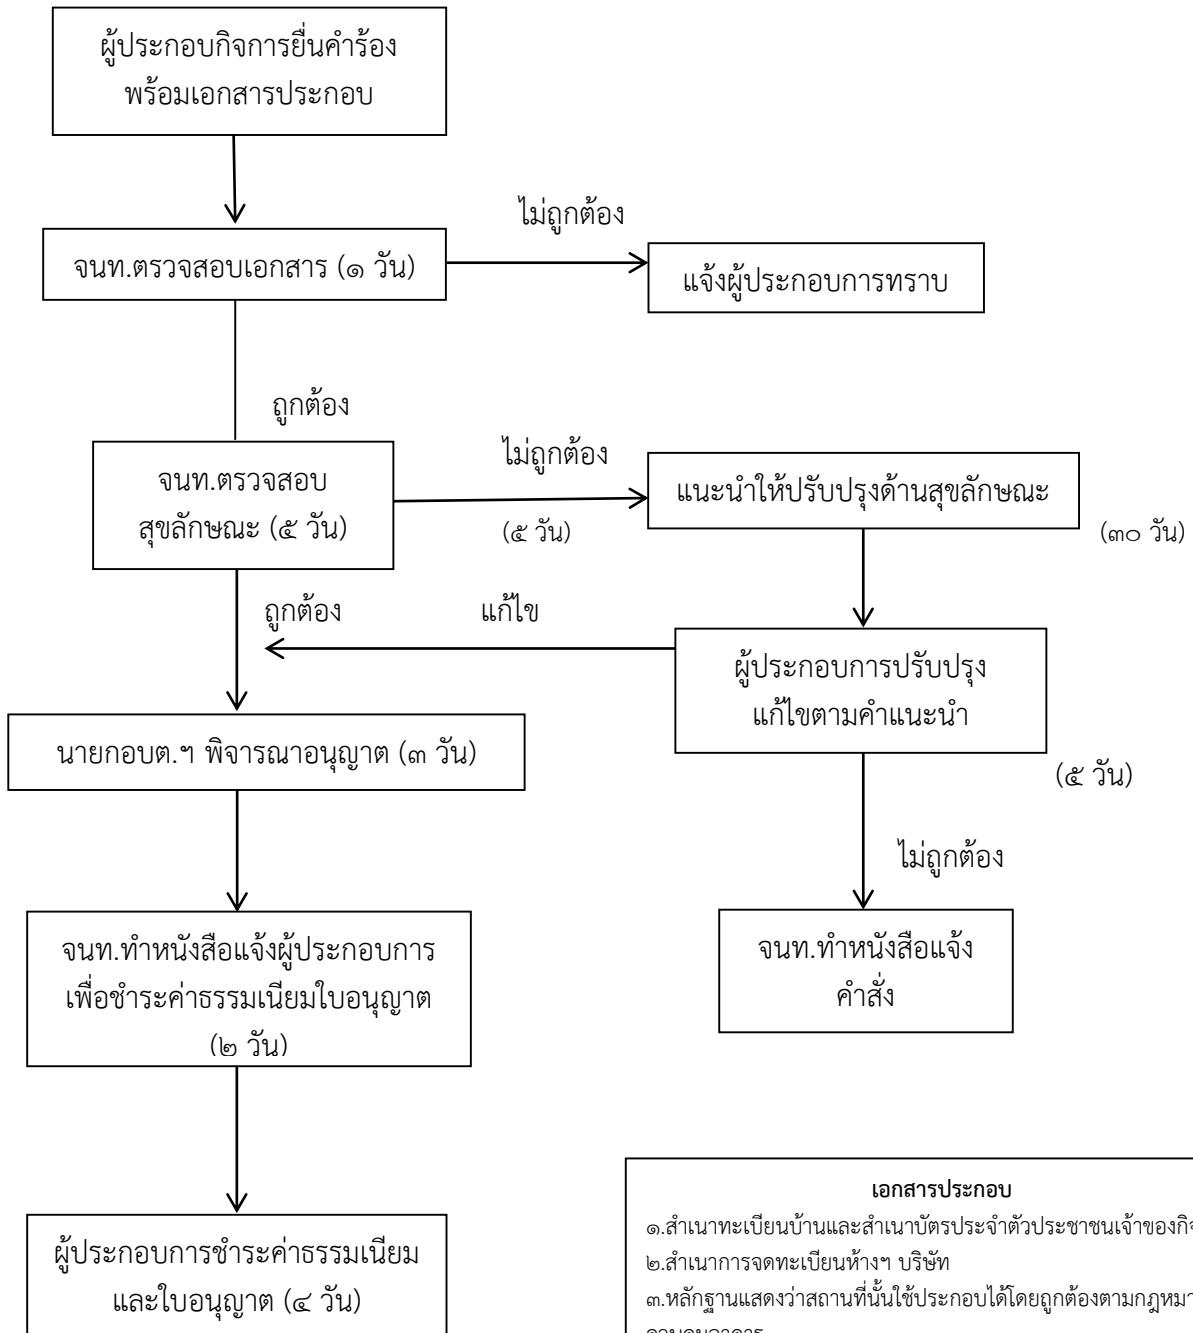 ผู้ประกอบกิจการยื่นคำร้อง
พร้อมเอกสารประกอบ
ไม่ถูกต้อง
จนท.ตรวจสอบเอกสาร (๑ วัน)
แจ้งผู้ประกอบการทราบ
ถูกต้อง
จนท.ตรวจสอบ
สุขลักษณะ (๕ วัน)
ไม่ถูกต้อง
(๕ วัน)
แนะนำให้ปรับปรุงด้านสุขลักษณะ
(๓๐ วัน)
ถูกต้อง
แก้ไข
ผู้ประกอบการปรับปรุง
แก้ไขตามคำแนะนำ
(๕ วัน)
นายกอบต.ฯ พิจารณาอนุญาต (๓ วัน)
ไม่ถูกต้อง
จนท.ทำหนังสือแจ้งผู้ประกอบการ
เพื่อชำระค่าธรรมเนียมใบอนุญาต
(๒ วัน)
จนท.ทำหนังสือแจ้ง
คำสั่ง
ผู้ประกอบการชำระค่าธรรมเนียม
และใบอนุญาต (๔ วัน)
เอกสารประกอบ
๑.สำเนาทะเบียนบ้านและสำเนาบัตรประจำตัวประชาชนเจ้าของกิจ
๒.สำเนาการจดทะเบียนห้างฯ บริษัท
๓.หลักฐานแสดงว่าสถานที่นั้นใช้ประกอบได้โดยถูกต้องตามกฎหมา